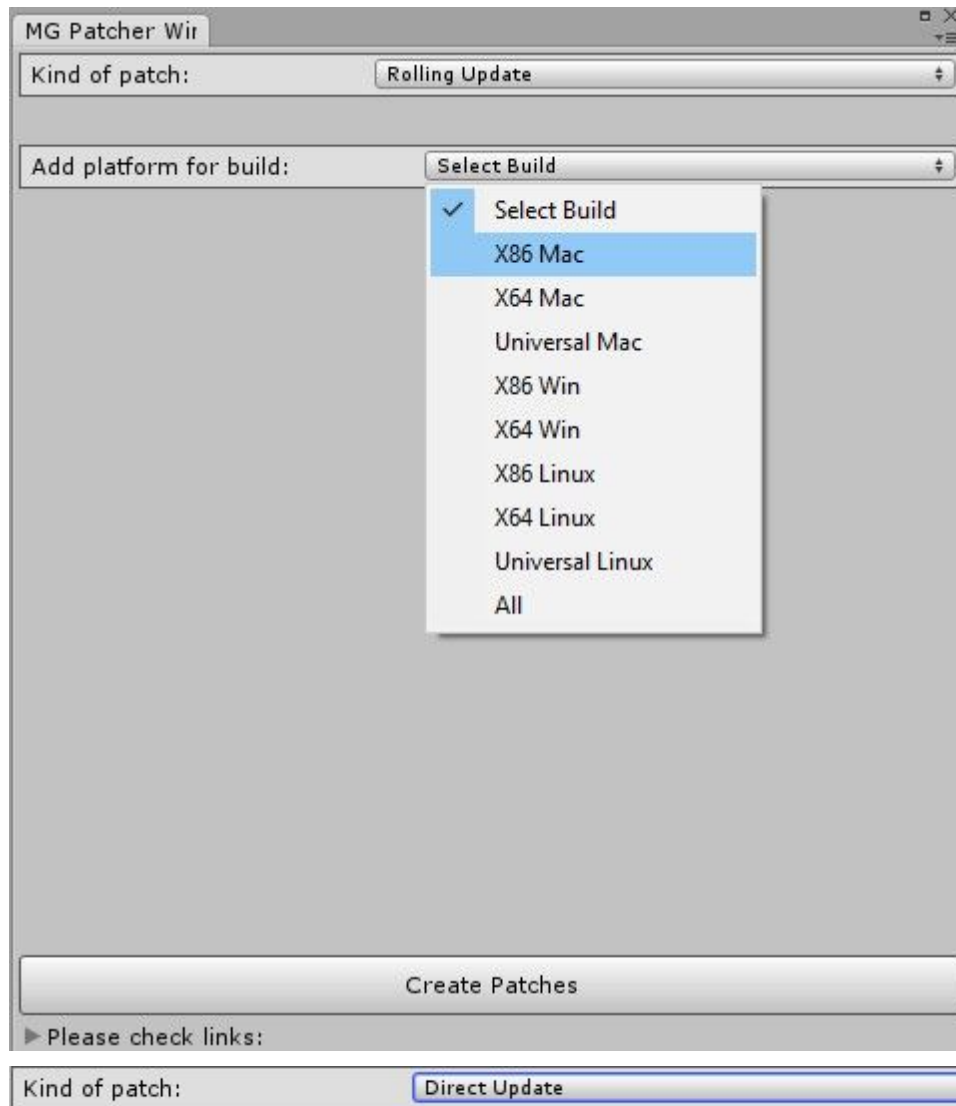 MG Patcher Wir
Kind of patch: Rolling Update
Add platform for build: Select Build
Select Build
X86 Mac
X64 Mac
Universal Mac
X86 Win
X64 Win
X86 Linux
X64 Linux
Universal Linux
All
Create Patches
Please check links:
Kind of patch: Direct Update